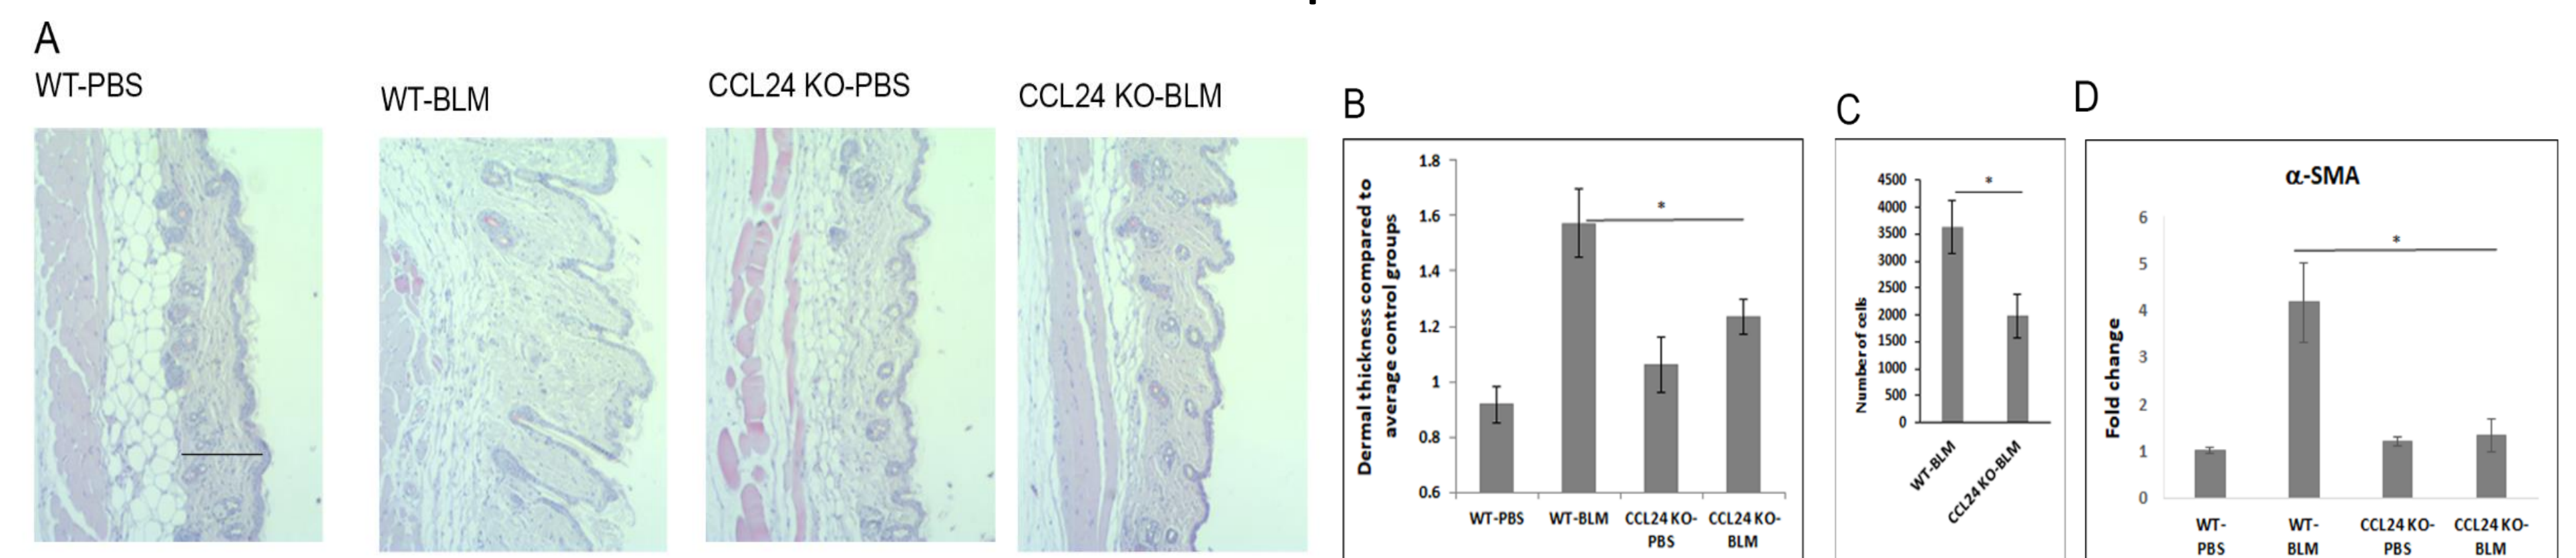 A
WT-PBS
WT-BLM
CCL24 KO-PBS
CCL24 KO-BLM
B
Dermal thickness compared to
average control groups
1.8
1.6
1.4
1.2
1
0.8
0.6
*
WT-PBS
WT-BLM
CCL24 KO-
PBS
CCL24 KO-
BLM
C
Number of cells
4500
4000
3500
3000
2500
2000
1500
1000
500
0
*
WT-BLM
CCL24 KO-BLM
D
α-SMA
Fold change
6
5
4
3
2
1
0
*
WT-
PBS
WT-
BLM
CCL24 KO-
PBS
CCL24 KO-
BLM